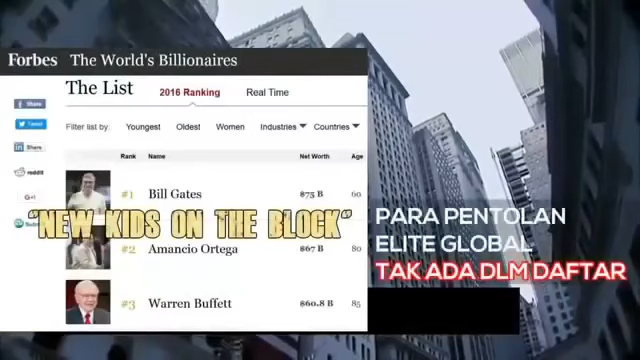 Forbes The World's Billionaires
The List
2016 Ranking
Real Time
Share
Filter list by: Youngest Oldest Women Industries Countries
Tweet
Share
Rank Name Net Worth Age
reddit
#1 Bill Gates $75 B 60
"NEW KIDS ON THE BLOCK"
#2 Amancio Ortega $67 B 80
#3 Warren Buffett $60.8 B 85
PARA PENTOLAN
ELITE GLOBAL
TAK ADA DLM DAFTAR